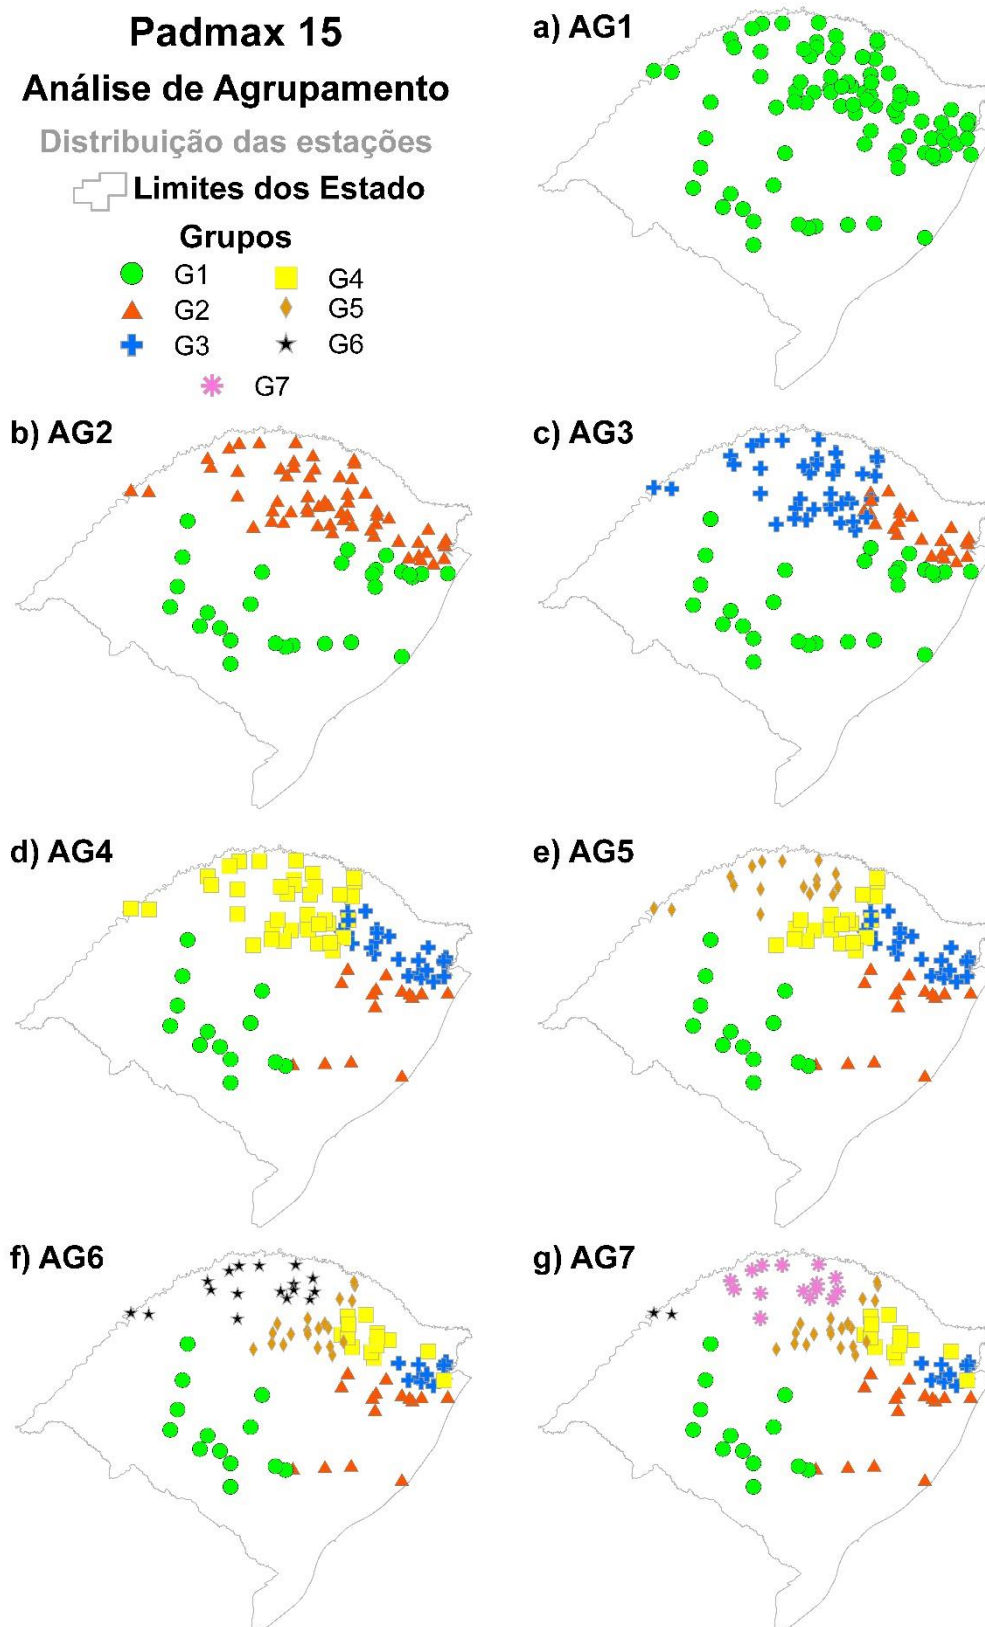 Padmax 15
Análise de Agrupamento
Distribuição das estações
Limites dos Estado
Grupos
G1
G4
G2
G5
G3
G6
G7
a) AG1
b) AG2
c) AG3
d) AG4
e) AG5
f) AG6
g) AG7